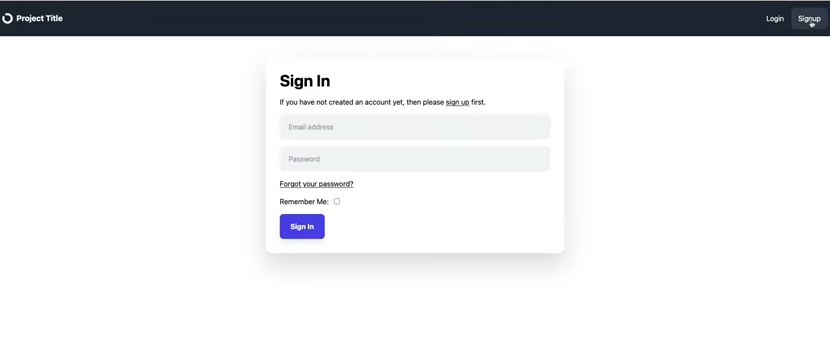 Project Title
Login
Signup
Sign In
If you have not created an account yet, then please sign up first.
Email address
Password
Forgot your password?
Remember Me:
Sign In